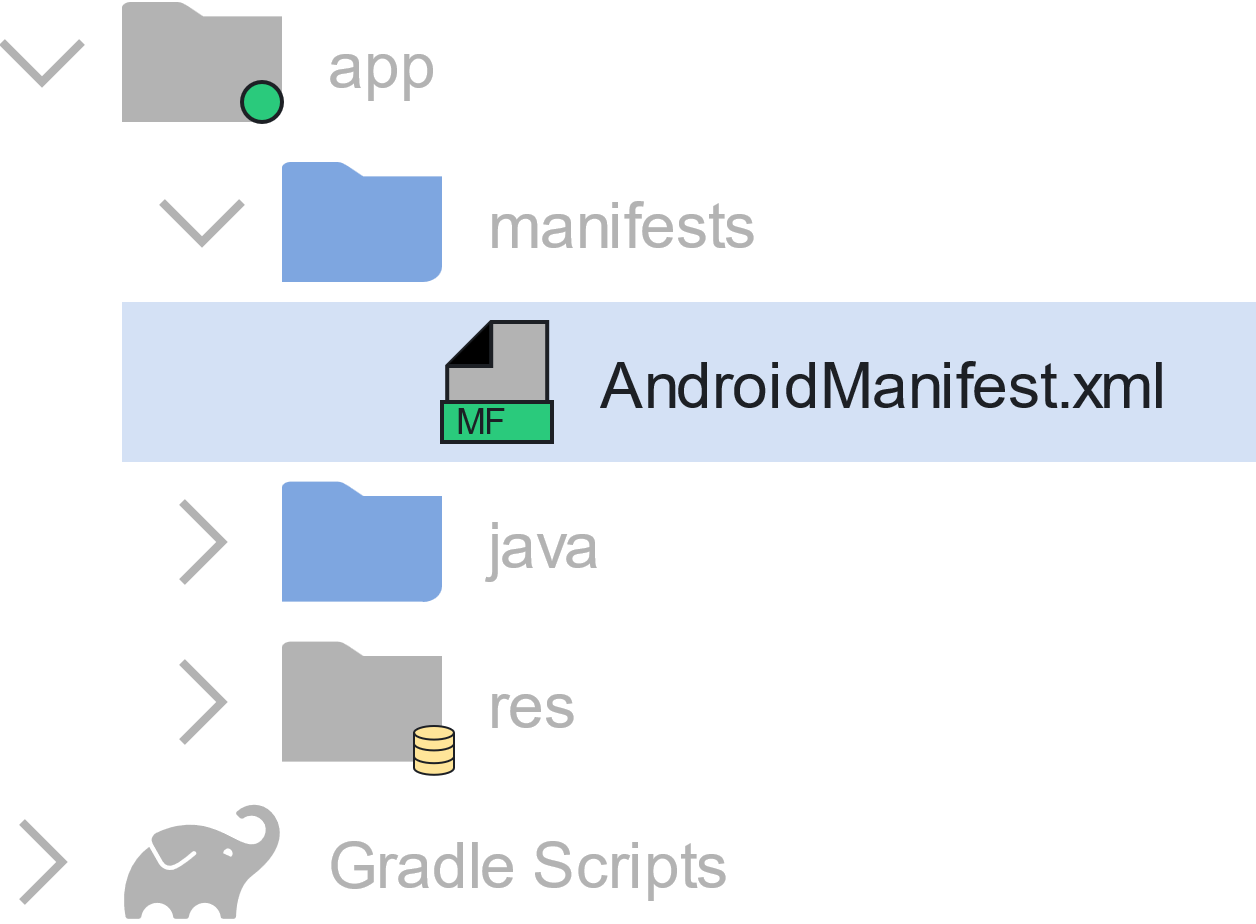 app
manifests
MF
AndroidManifest.xml
java
res
Gradle Scripts